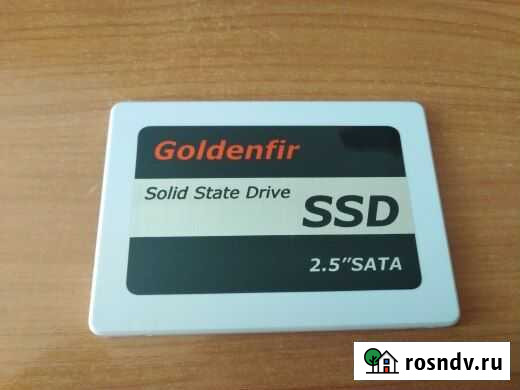 Goldenfir
Solid State Drive
SSD
2.5"SATA
rosndv.ru